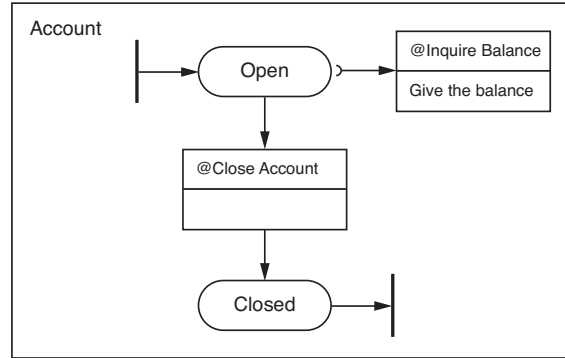 Account
Open
@Inquire Balance
Give the balance
@Close Account
Closed